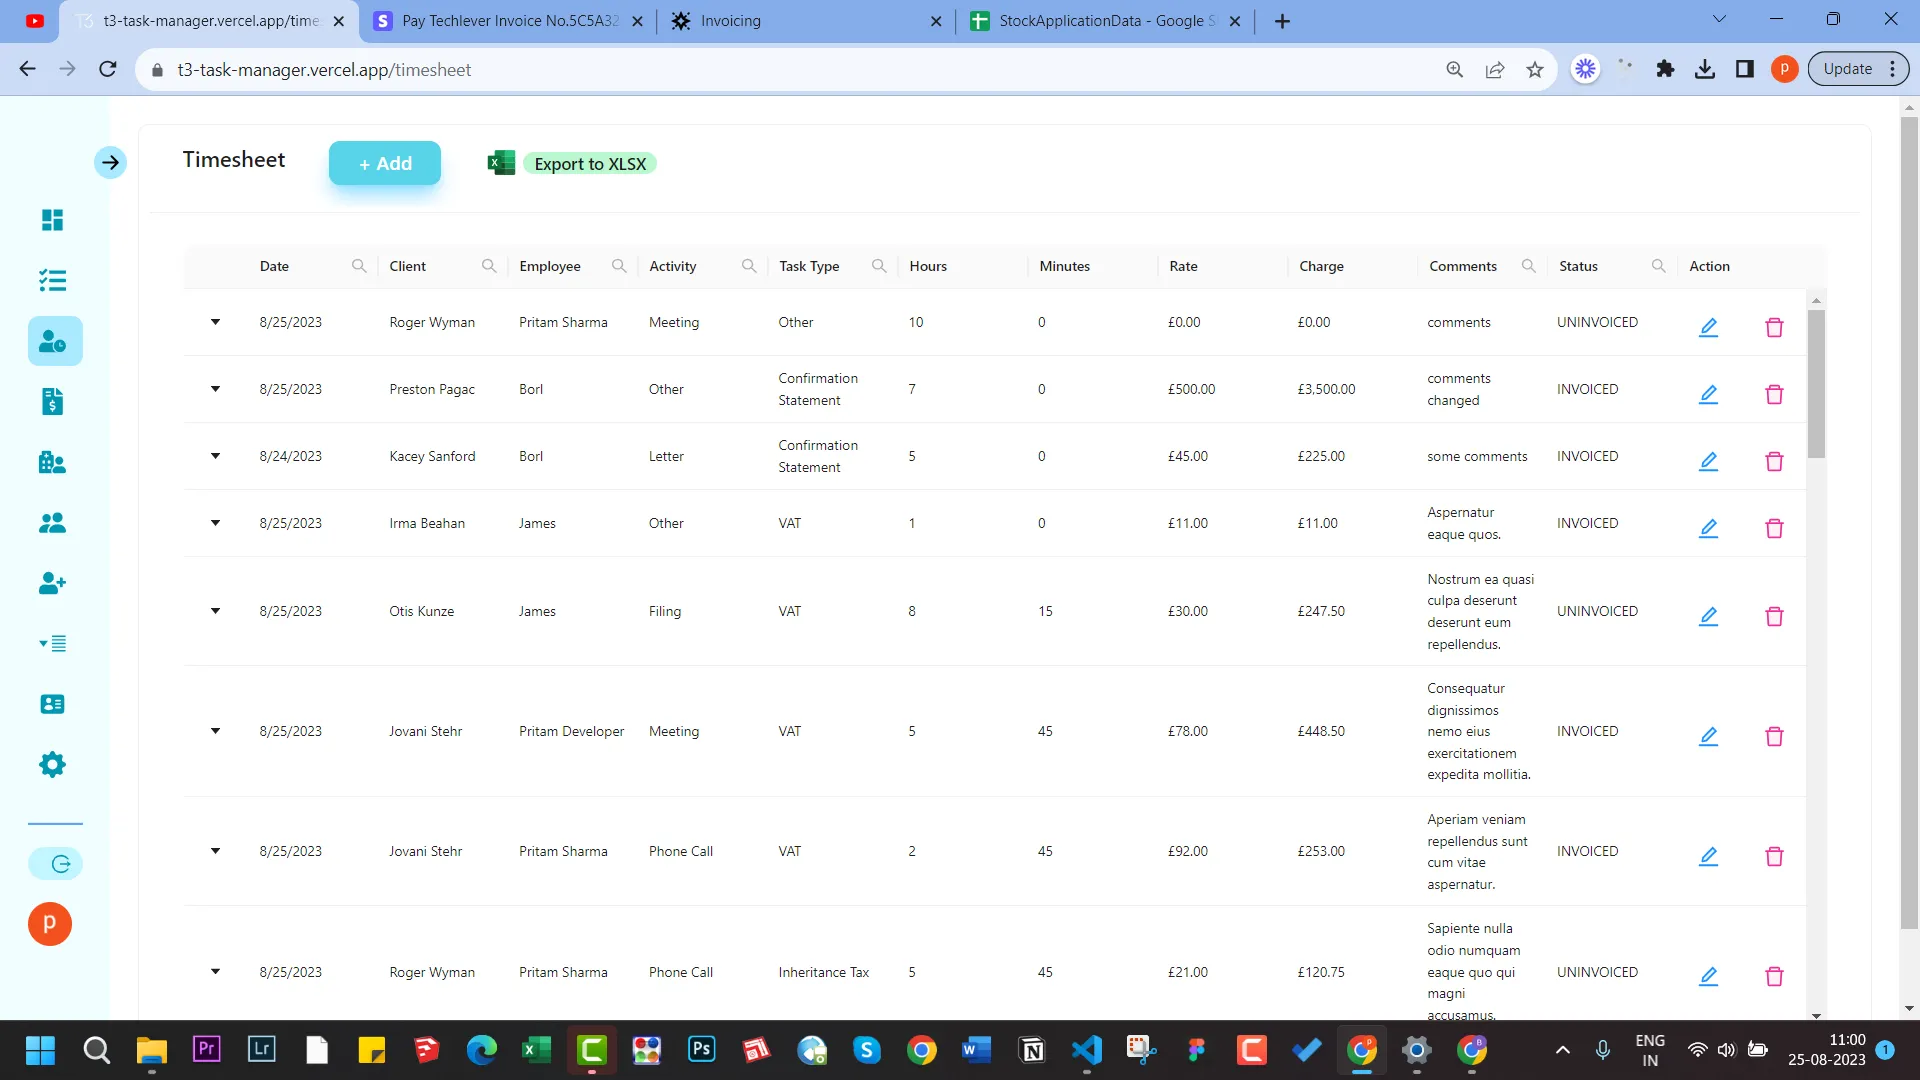 t3-task-manager.vercel.app/time
Pay Techlever Invoice No.5C5A32
Invoicing
StockApplicationData - Google S
t3-task-manager.vercel.app/timesheet
P
Update
Timesheet
+ Add
Export to XLSX
Date Client Employee Activity Task Type Hours Minutes Rate Charge Comments Status Action
8/25/2023 Roger Wyman Pritam Sharma Meeting Other 10 0 £0.00 £0.00 comments UNINVOICED
8/25/2023 Preston Pagac Borl Other Confirmation Statement 7 0 £500.00 £3,500.00 comments changed INVOICED
8/24/2023 Kacey Sanford Borl Letter Confirmation Statement 5 0 £45.00 £225.00 some comments INVOICED
8/25/2023 Irma Beahan James Other VAT 1 0 £11.00 £11.00 Aspernatur eaque quos. INVOICED
8/25/2023 Otis Kunze James Filing VAT 8 15 £30.00 £247.50 Nostrum ea quasi culpa deserunt deserunt eum repellendus. UNINVOICED
8/25/2023 Jovani Stehr Pritam Developer Meeting VAT 5 45 £78.00 £448.50 Consequatur dignissimos nemo eius exercitationem expedita mollitia. INVOICED
8/25/2023 Jovani Stehr Pritam Sharma Phone Call VAT 2 45 £92.00 £253.00 Aperiam veniam repellendus sunt cum vitae aspernatur. INVOICED
8/25/2023 Roger Wyman Pritam Sharma Phone Call Inheritance Tax 5 45 £21.00 £120.75 Sapiente nulla odio numquam eaque quo qui magni accusamus. UNINVOICED
p
ENG
IN
11:00
25-08-2023
1